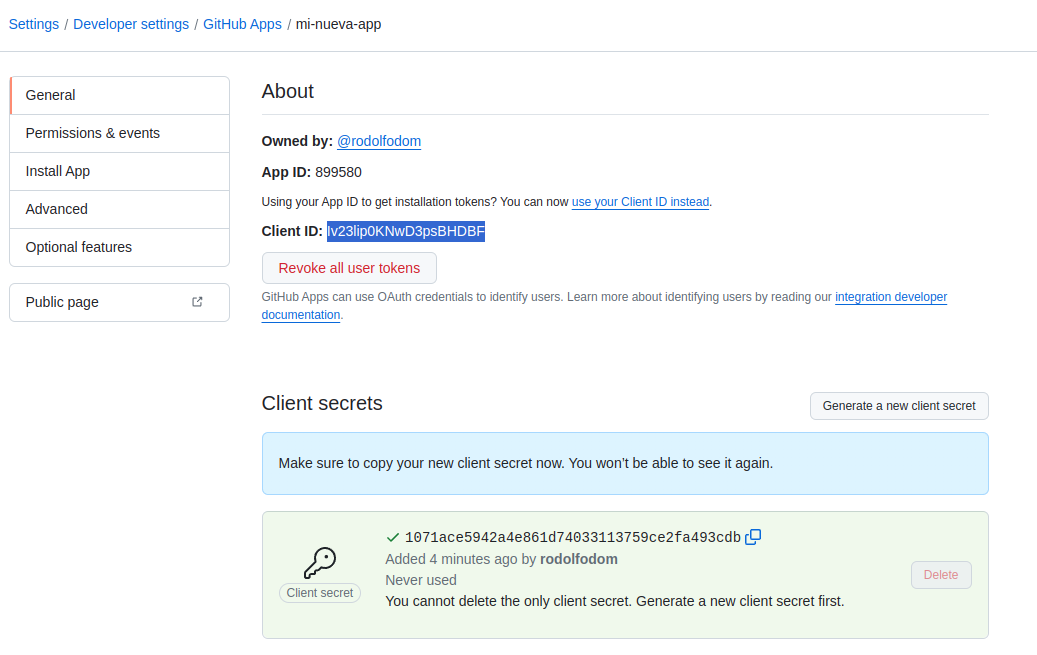 Settings / Developer settings / GitHub Apps / mi-nueva-app
General
Permissions & events
Install App
Advanced
Optional features
Public page
About
Owned by: @rodolfodom
App ID: 899580
Using your App ID to get installation tokens? You can now use your Client ID instead.
Client ID: Iv23lip0KNwD3psBHDBF
Revoke all user tokens
GitHub Apps can use OAuth credentials to identify users. Learn more about identifying users by reading our integration developer
documentation.
Client secrets
Generate a new client secret
Make sure to copy your new client secret now. You won’t be able to see it again.
Client secret
1071ace5942a4e861d74033113759ce2fa493cdb
Added 4 minutes ago by rodolfodom
Never used
You cannot delete the only client secret. Generate a new client secret first.
Delete